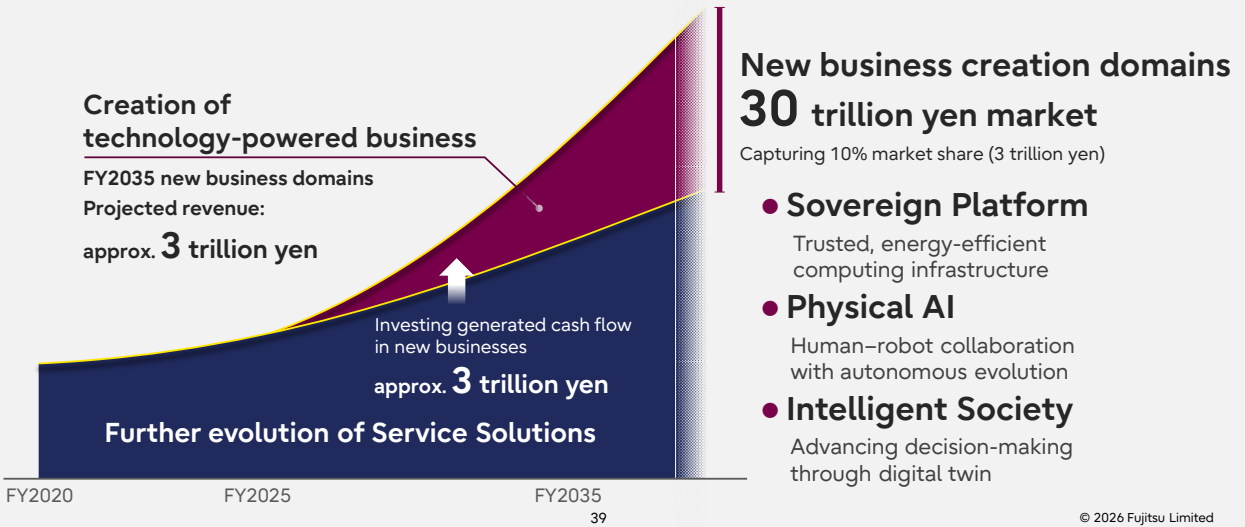 Creation of
technology-powered business
FY2035 new business domains
Projected revenue:
approx. 3 trillion yen
Investing generated cash flow
in new businesses
approx. 3 trillion yen
Further evolution of Service Solutions
FY2020
FY2025
FY2035
New business creation domains
30 trillion yen market
Capturing 10% market share (3 trillion yen)
● Sovereign Platform
Trusted, energy-efficient
computing infrastructure
● Physical AI
Human–robot collaboration
with autonomous evolution
● Intelligent Society
Advancing decision-making
through digital twin
39
© 2026 Fujitsu Limited